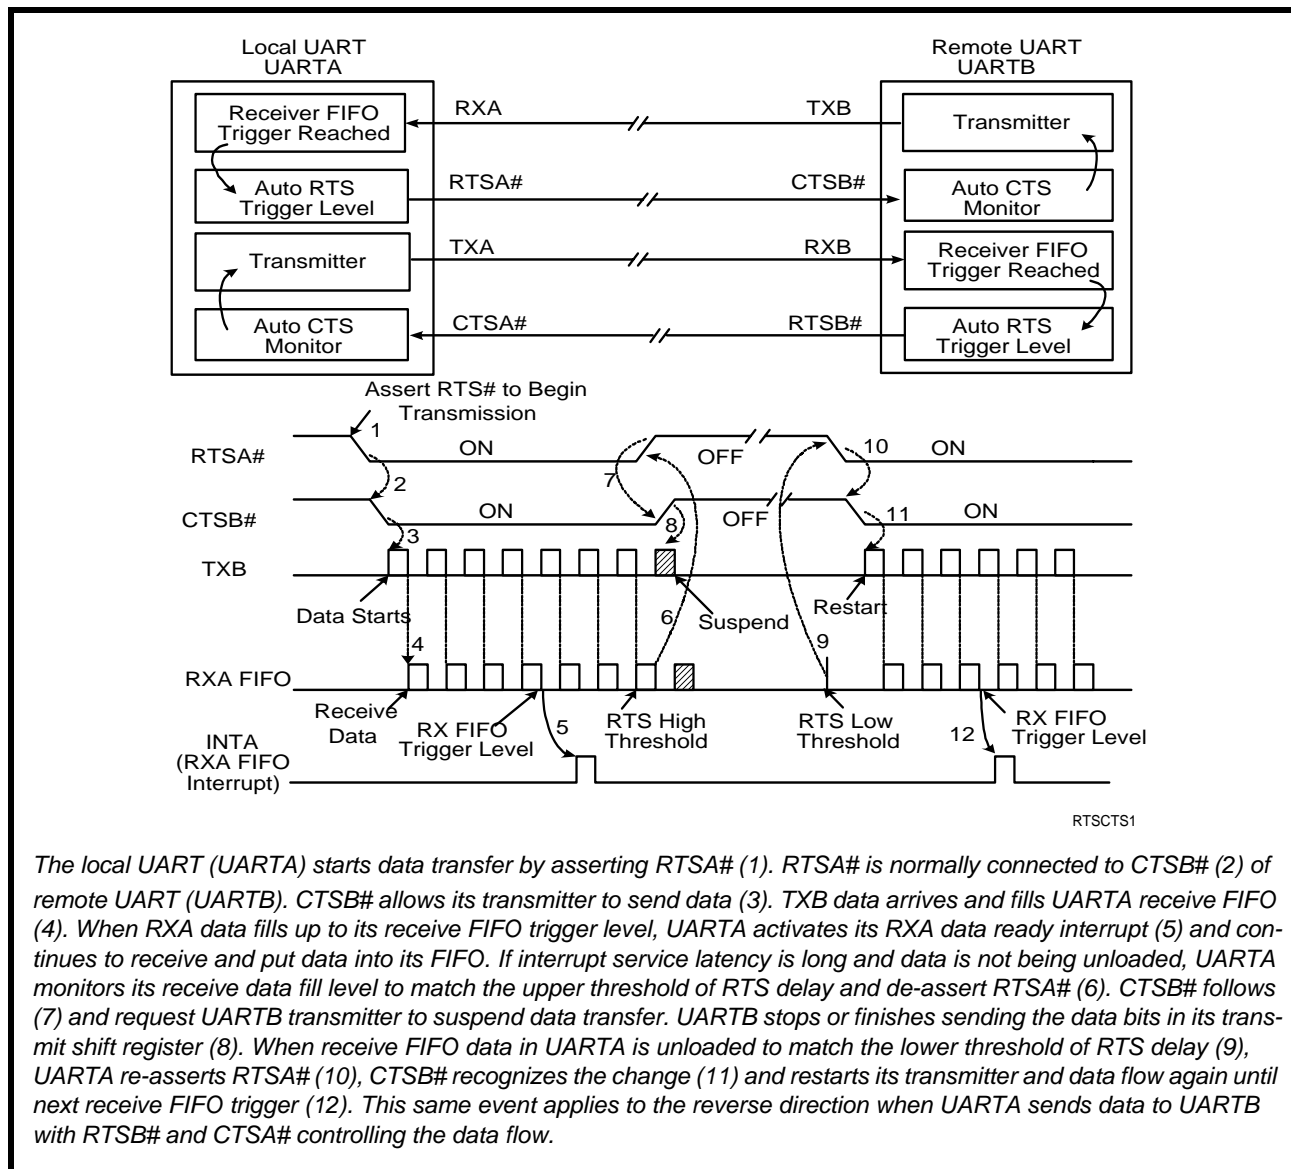 Local UART
UARTA
Remote UART
UARTB
Receiver FIFO
Trigger Reached
RXA
TXB
Transmitter
Auto RTS
Trigger Level
RTSA#
CTSB#
Auto CTS
Monitor
Transmitter
TXA
RXB
Receiver FIFO
Trigger Reached
Auto CTS
Monitor
CTSA#
RTSB#
Auto RTS
Trigger Level
Assert RTS# to Begin
Transmission
1
RTSA#
ON
OFF
10
ON
2
7
CTSB#
ON
8
OFF
11
ON
3
TXB
Data Starts
6
Suspend
Restart
4
9
RXA FIFO
Receive
Data
RX FIFO
Trigger Level
5
RTS High
Threshold
RTS Low
Threshold
12
RX FIFO
Trigger Level
INTA
(RXA FIFO
Interrupt)
RTSCTS1
The local UART (UARTA) starts data transfer by asserting RTSA# (1). RTSA# is normally connected to CTSB# (2) of
remote UART (UARTB). CTSB# allows its transmitter to send data (3). TXB data arrives and fills UARTA receive FIFO
(4). When RXA data fills up to its receive FIFO trigger level, UARTA activates its RXA data ready interrupt (5) and con-
tinues to receive and put data into its FIFO. If interrupt service latency is long and data is not being unloaded, UARTA
monitors its receive data fill level to match the upper threshold of RTS delay and de-assert RTSA# (6). CTSB# follows
(7) and request UARTB transmitter to suspend data transfer. UARTB stops or finishes sending the data bits in its trans-
mit shift register (8). When receive FIFO data in UARTA is unloaded to match the lower threshold of RTS delay (9),
UARTA re-asserts RTSA# (10), CTSB# recognizes the change (11) and restarts its transmitter and data flow again until
next receive FIFO trigger (12). This same event applies to the reverse direction when UARTA sends data to UARTB
with RTSB# and CTSA# controlling the data flow.